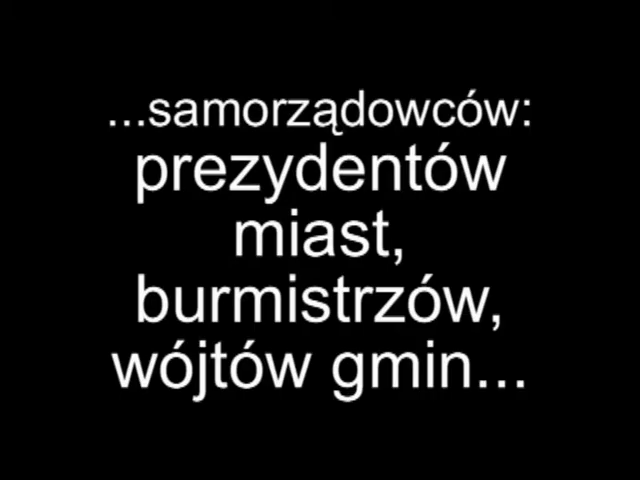 ...samorządowców:
prezydentów
miast,
burmistrzów,
wójtów gmin...